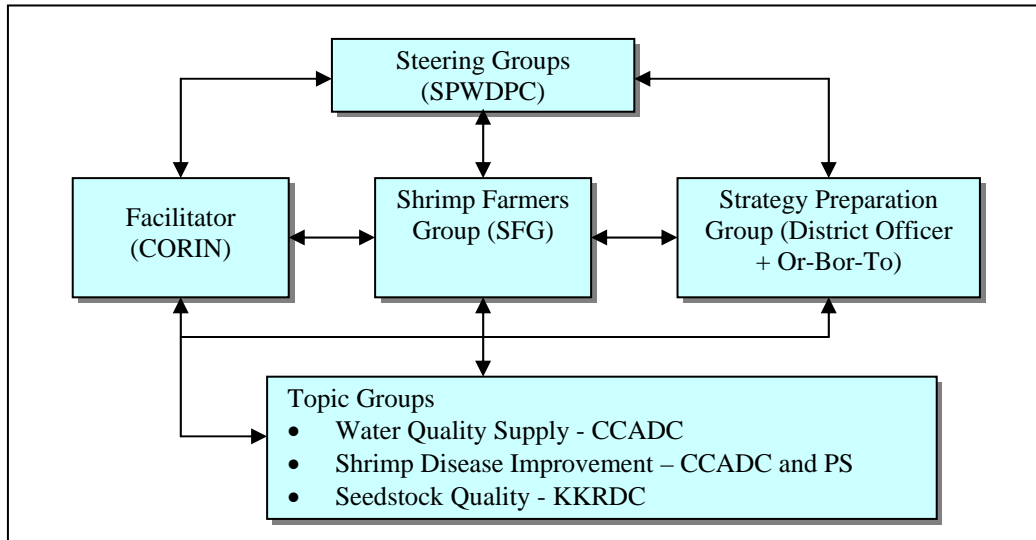 Steering Groups
(SPWDPC)
Facilitator
(CORIN)
Shrimp Farmers
Group (SFG)
Strategy Preparation
Group (District Officer
+ Or-Bor-To)
Topic Groups
• Water Quality Supply - CCADC
• Shrimp Disease Improvement – CCADC and PS
• Seedstock Quality - KKRDC